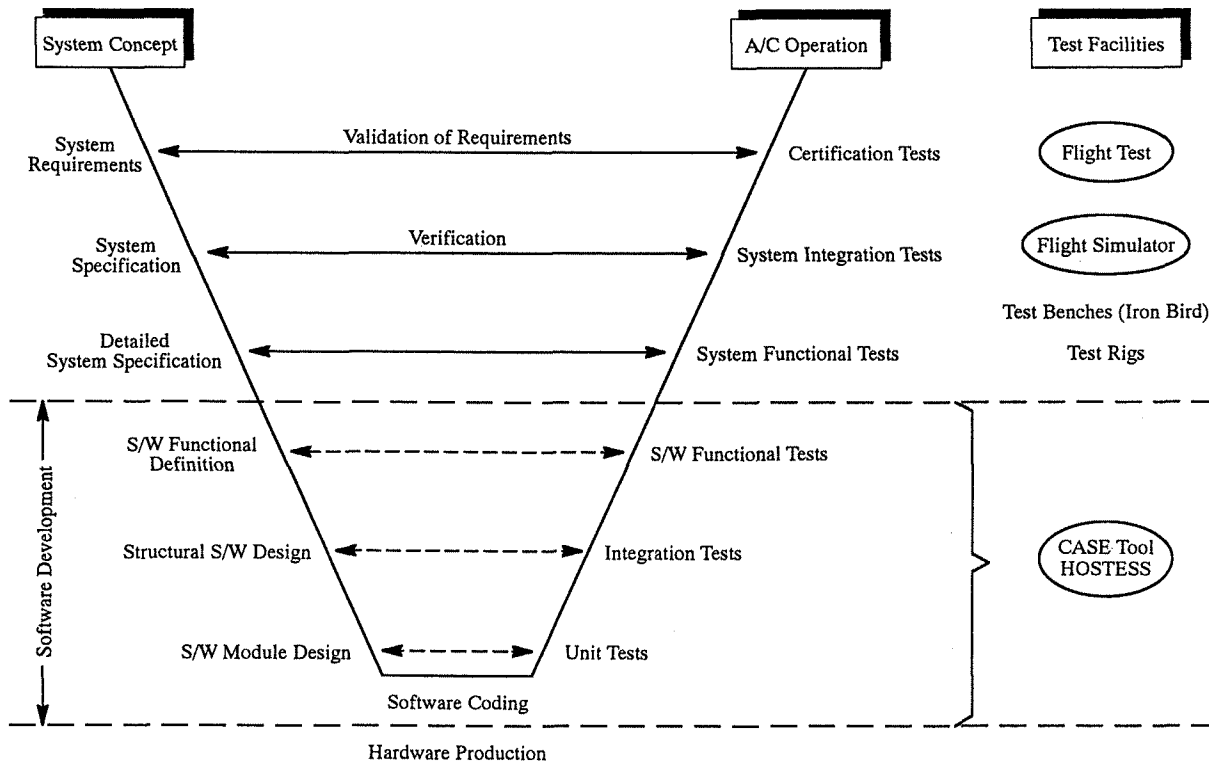 System Concept
A/C Operation
Test Facilities
System
Requirements
Validation of Requirements
Certification Tests
Flight Test
System
Specification
Verification
System Integration Tests
Flight Simulator
Test Benches (Iron Bird)
Detailed
System Specification
System Functional Tests
Test Rigs
Software Development
S/W Functional
Definition
S/W Functional Tests
Structural S/W Design
Integration Tests
CASE Tool
HOSTESS
S/W Module Design
Unit Tests
Software Coding
Hardware Production